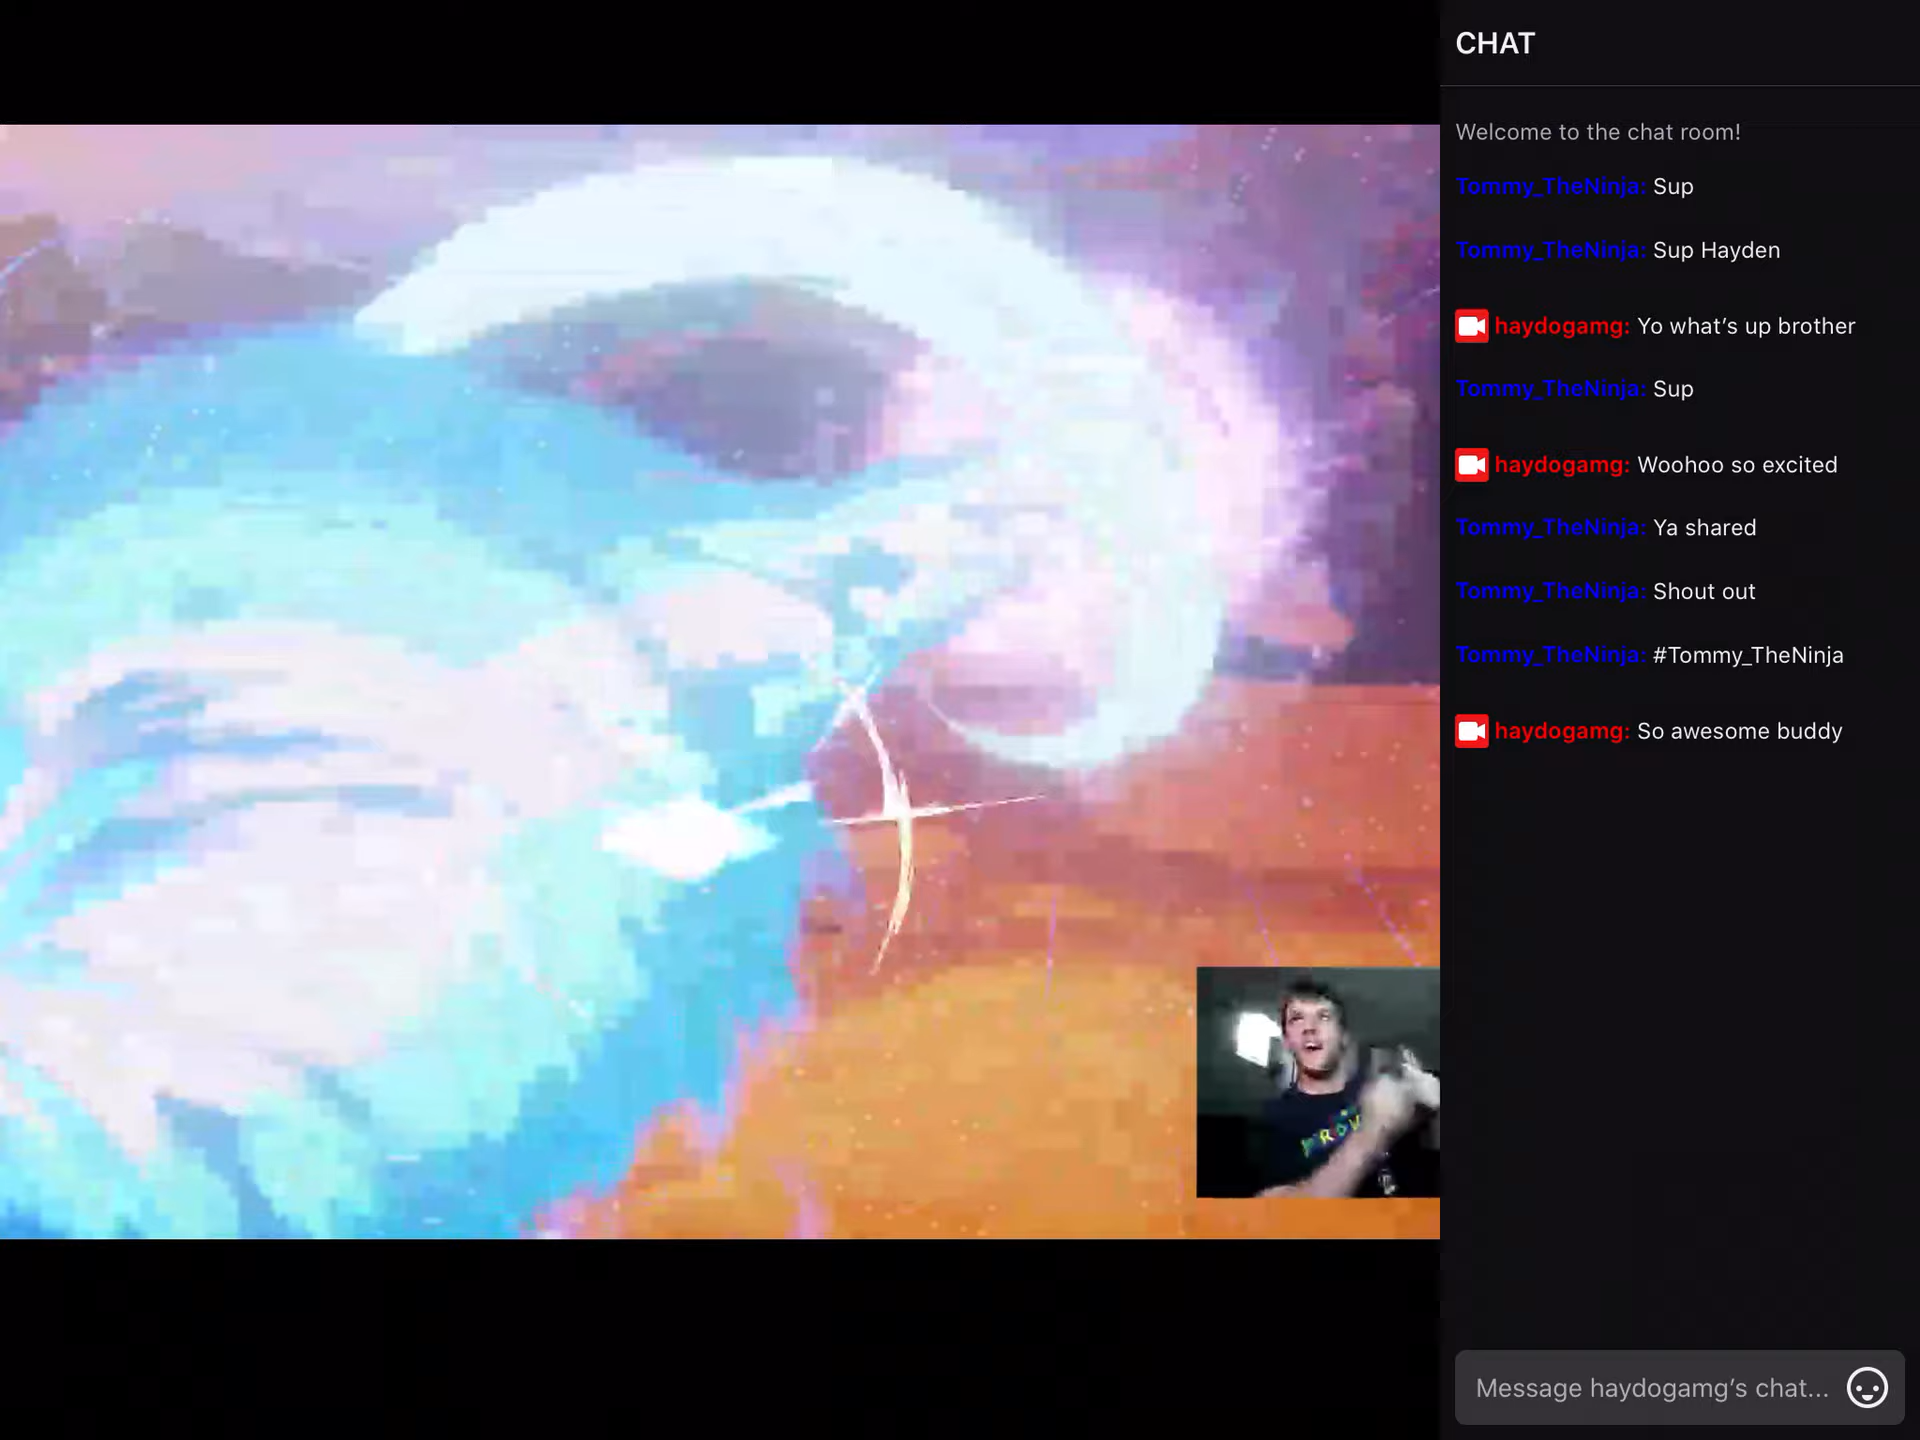 CHAT
Welcome to the chat room!
Tommy_TheNinja: Sup
Tommy_TheNinja: Sup Hayden
haydogamg: Yo what’s up brother
Tommy_TheNinja: Sup
haydogamg: Woohoo so excited
Tommy_TheNinja: Ya shared
Tommy_TheNinja: Shout out
Tommy_TheNinja: #Tommy_TheNinja
haydogamg: So awesome buddy
Message haydogamg’s chat...